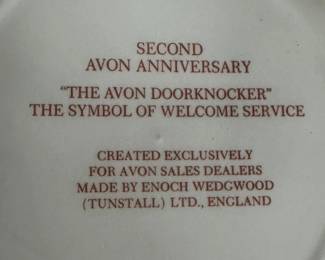 SECOND
AVON ANNIVERSARY
"THE AVON DOORKNOCKER"
THE SYMBOL OF WELCOME SERVICE
CREATED EXCLUSIVELY
FOR AVON SALES DEALERS
MADE BY ENOCH WEDGWOOD
(TUNSTALL) LTD., ENGLAND